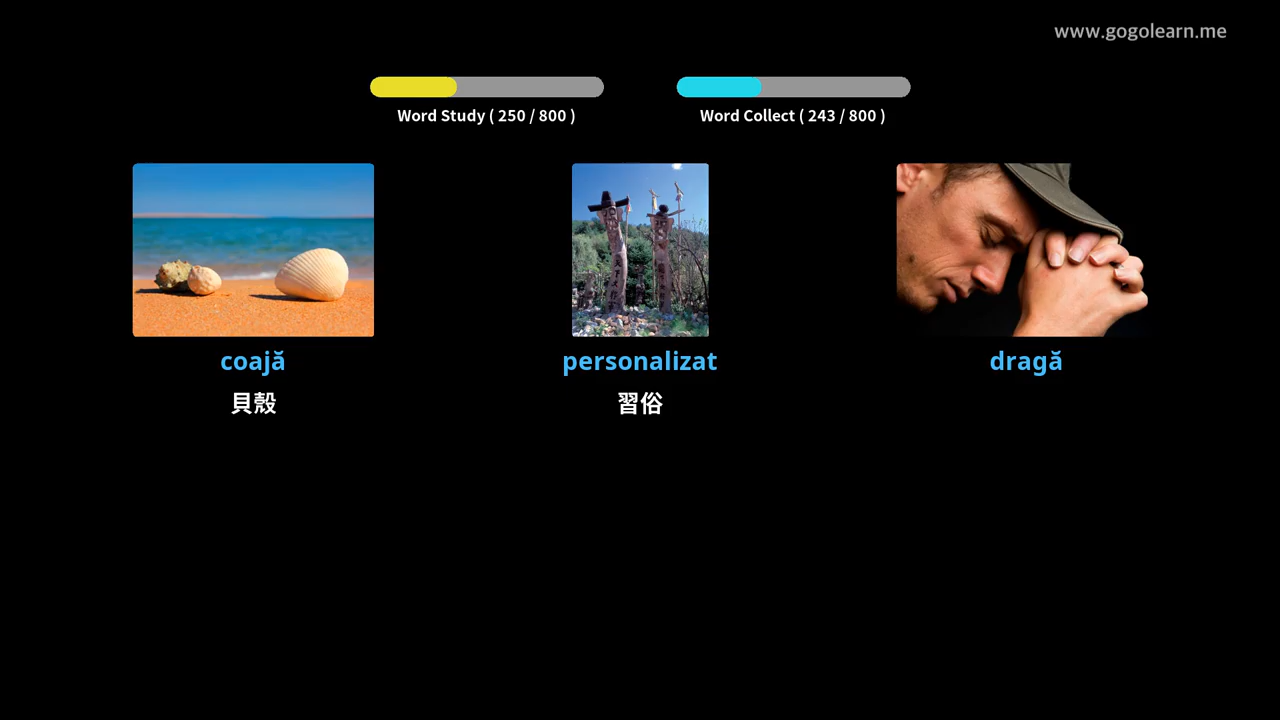 www.gogolearn.me
Word Study ( 250 / 800 )
Word Collect ( 243 / 800 )
coajă
personalizat
dragă
貝殼
習俗